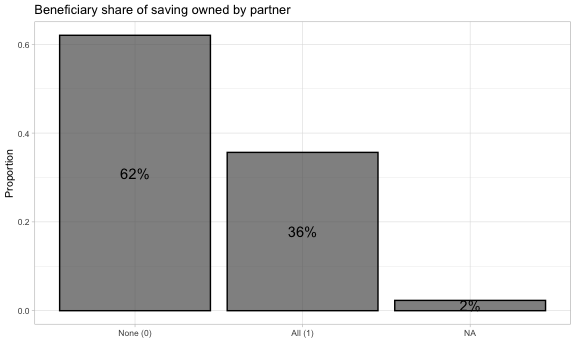 Beneficiary share of saving owned by partner
Proportion
0.6
0.4
0.2
0.0
62%
36%
2%
None (0)
All (1)
NA